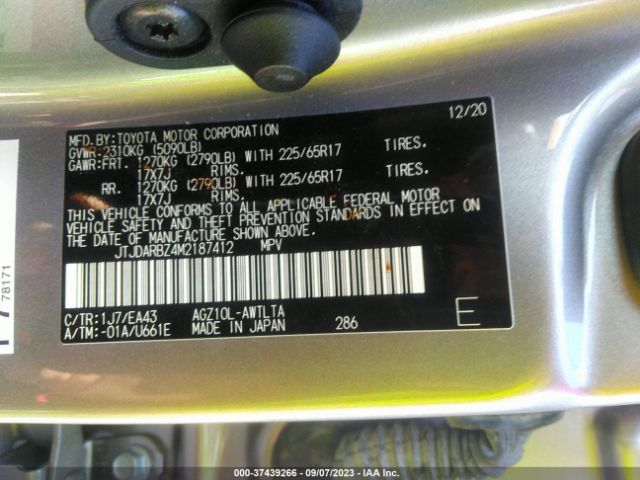 12/20
MFD.BY:TOYOTA MOTOR CORPORATION
GVWR:2310KG (5090LB)
GAWR:FRT. 1270KG (2790LB) WITH 225/65R17 TIRES.
17X7J RIMS.
RR. 1270KG (2790LB) WITH 225/65R17 TIRES.
17X7J RIMS.
THIS VEHICLE CONFORMS TO ALL APPLICABLE FEDERAL MOTOR
VEHICLE SAFETY AND THEFT PREVENTION STANDARDS IN EFFECT ON
THE DATE OF MANUFACTURE SHOWN ABOVE.
JTJDARBZ4M2187412 MPV
C/TR:1J7/EA43 AGZ10L-AWTLTA
A/TM:-01A/U661E MADE IN JAPAN 286 E
78171
000-37439266 - 09/07/2023 - IAA Inc.